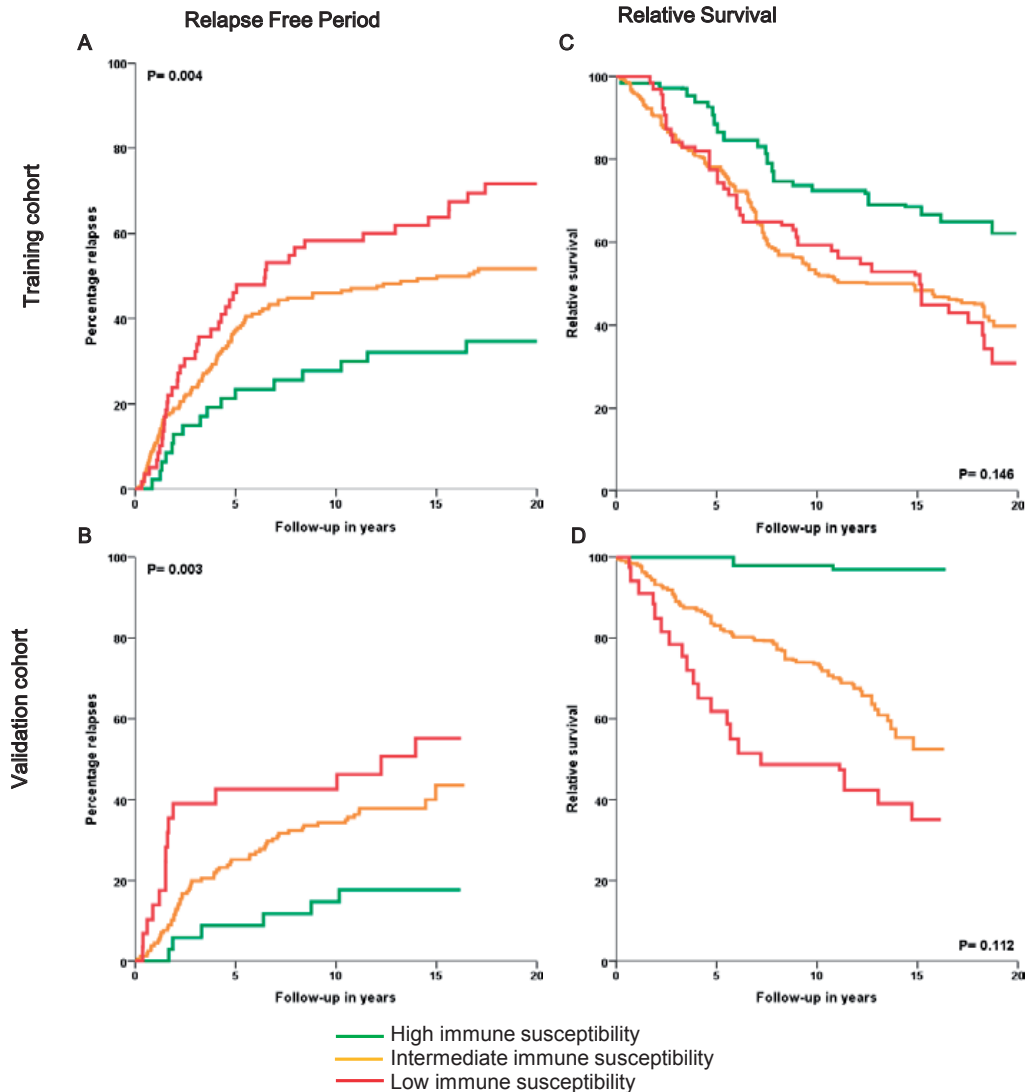 Relapse Free Period
Relative Survival
Training cohort
A
P= 0.004
Percentage relapses
100
80
60
40
20
0
0 5 10 15 20
Follow-up in years
C
Relative survival
100
80
60
40
20
0
P= 0.146
0 5 10 15 20
Follow-up in years
Validation cohort
B
P= 0.003
Percentage relapses
100
80
60
40
20
0
0 5 10 15 20
Follow-up in years
D
Relative survival
100
80
60
40
20
0
P= 0.112
0 5 10 15 20
Follow-up in years
High immune susceptibility
Intermediate immune susceptibility
Low immune susceptibility